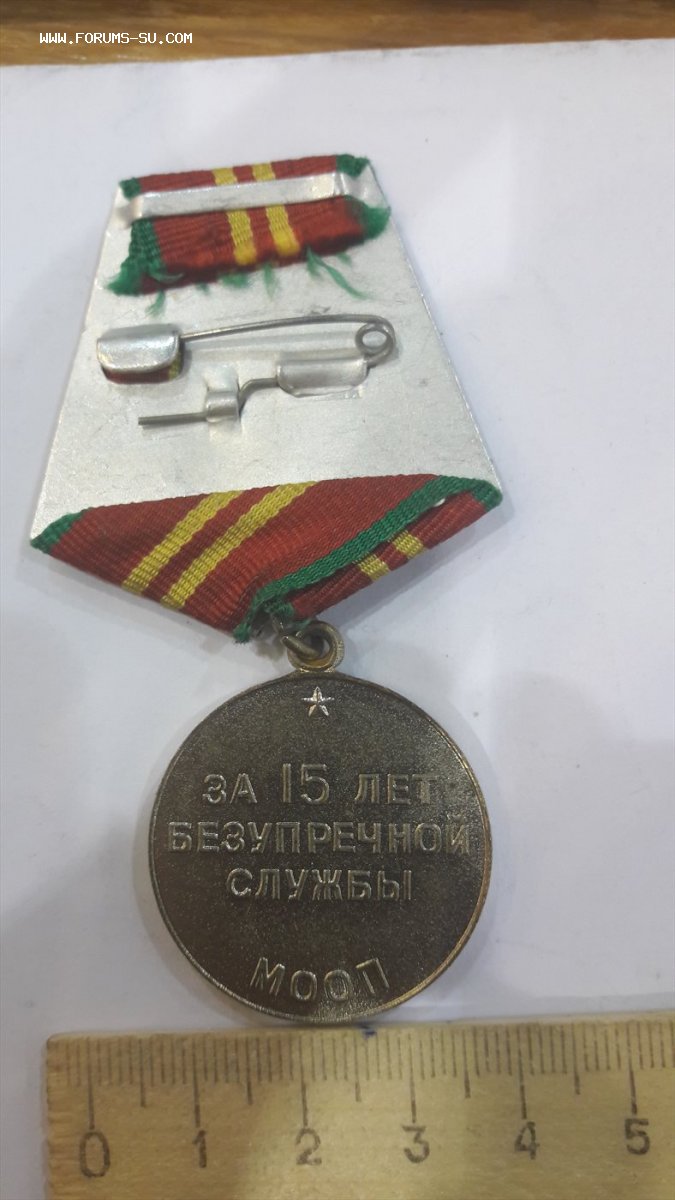 WWW.FORUMS-SU.COM
ЗА 15 ЛЕТ
БЕЗУПРЕЧНОЙ
СЛУЖБЫ
МООП
0 1 2 3 4 5